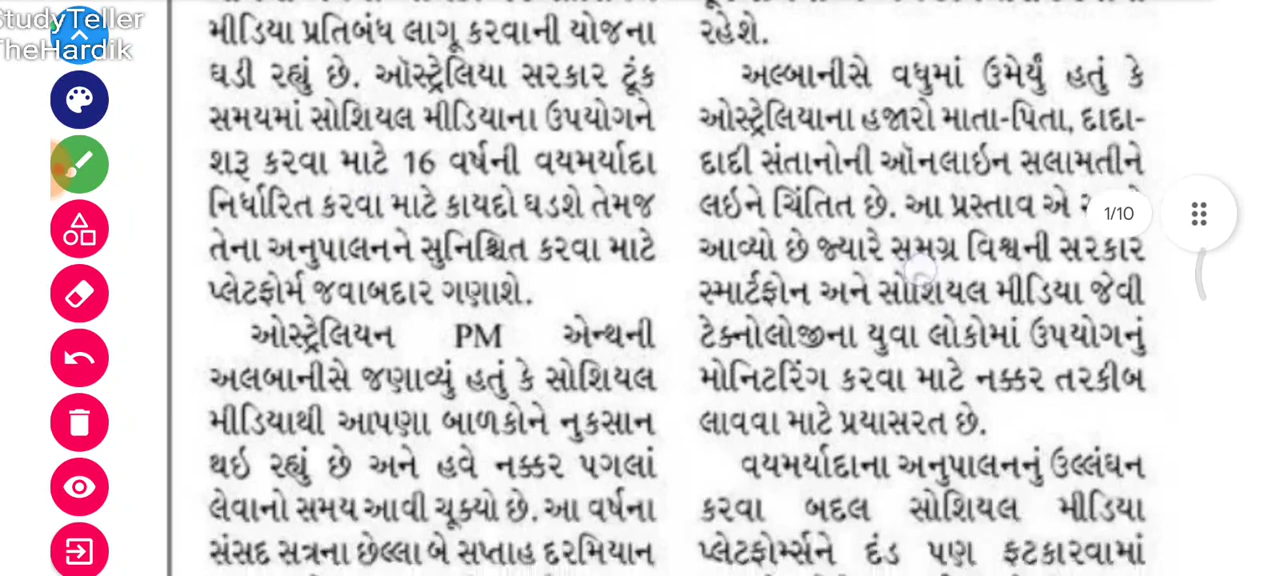 StudyTeller
TheHardik
મીડિયા પ્રતિબંધ લાગૂ કરવાની યોજના
ઘડી રહ્યું છે. ઑસ્ટ્રેલિયા સરકાર ટૂંક
સમયમાં સોશિયલ મીડિયાના ઉપયોગને
શરૂ કરવા માટે 16 વર્ષની વયમર્યાદા
નિર્ધારિત કરવા માટે કાયદો ઘડશે તેમજ
તેના અનુપાલનને સુનિશ્ચિત કરવા માટે
પ્લેટફોર્મ જવાબદાર ગણાશે.
ઓસ્ટ્રેલિયન PM એન્થની
અલબાનીસે જણાવ્યું હતું કે સોશિયલ
મીડિયાથી આપણા બાળકોને નુકસાન
થઇ રહ્યું છે અને હવે નક્કર પગલાં
લેવાનો સમય આવી ચૂક્યો છે. આ વર્ષના
સંસદ સત્રના છેલ્લા બે સપ્તાહ દરમિયાન
રહેશે.
અલ્બાનીસે વધુમાં ઉમેર્યું હતું કે
ઓસ્ટ્રેલિયાના હજારો માતા-પિતા, દાદા-
દાદી સંતાનોની ઑનલાઇન સલામતીને
લઇને ચિંતિત છે. આ પ્રસ્તાવ એ
આવ્યો છે જ્યારે સમગ્ર વિશ્વની સરકાર
સ્માર્ટફોન અને સોશિયલ મીડિયા જેવી
ટેક્નોલોજીના યુવા લોકોમાં ઉપયોગનું
મોનિટરિંગ કરવા માટે નક્કર તરકીબ
લાવવા માટે પ્રયાસરત છે.
વયમર્યાદાના અનુપાલનનું ઉલ્લંઘન
કરવા બદલ સોશિયલ મીડિયા
પ્લેટફોર્મ્સને દંડ પણ ફટકારવામાં
1/10